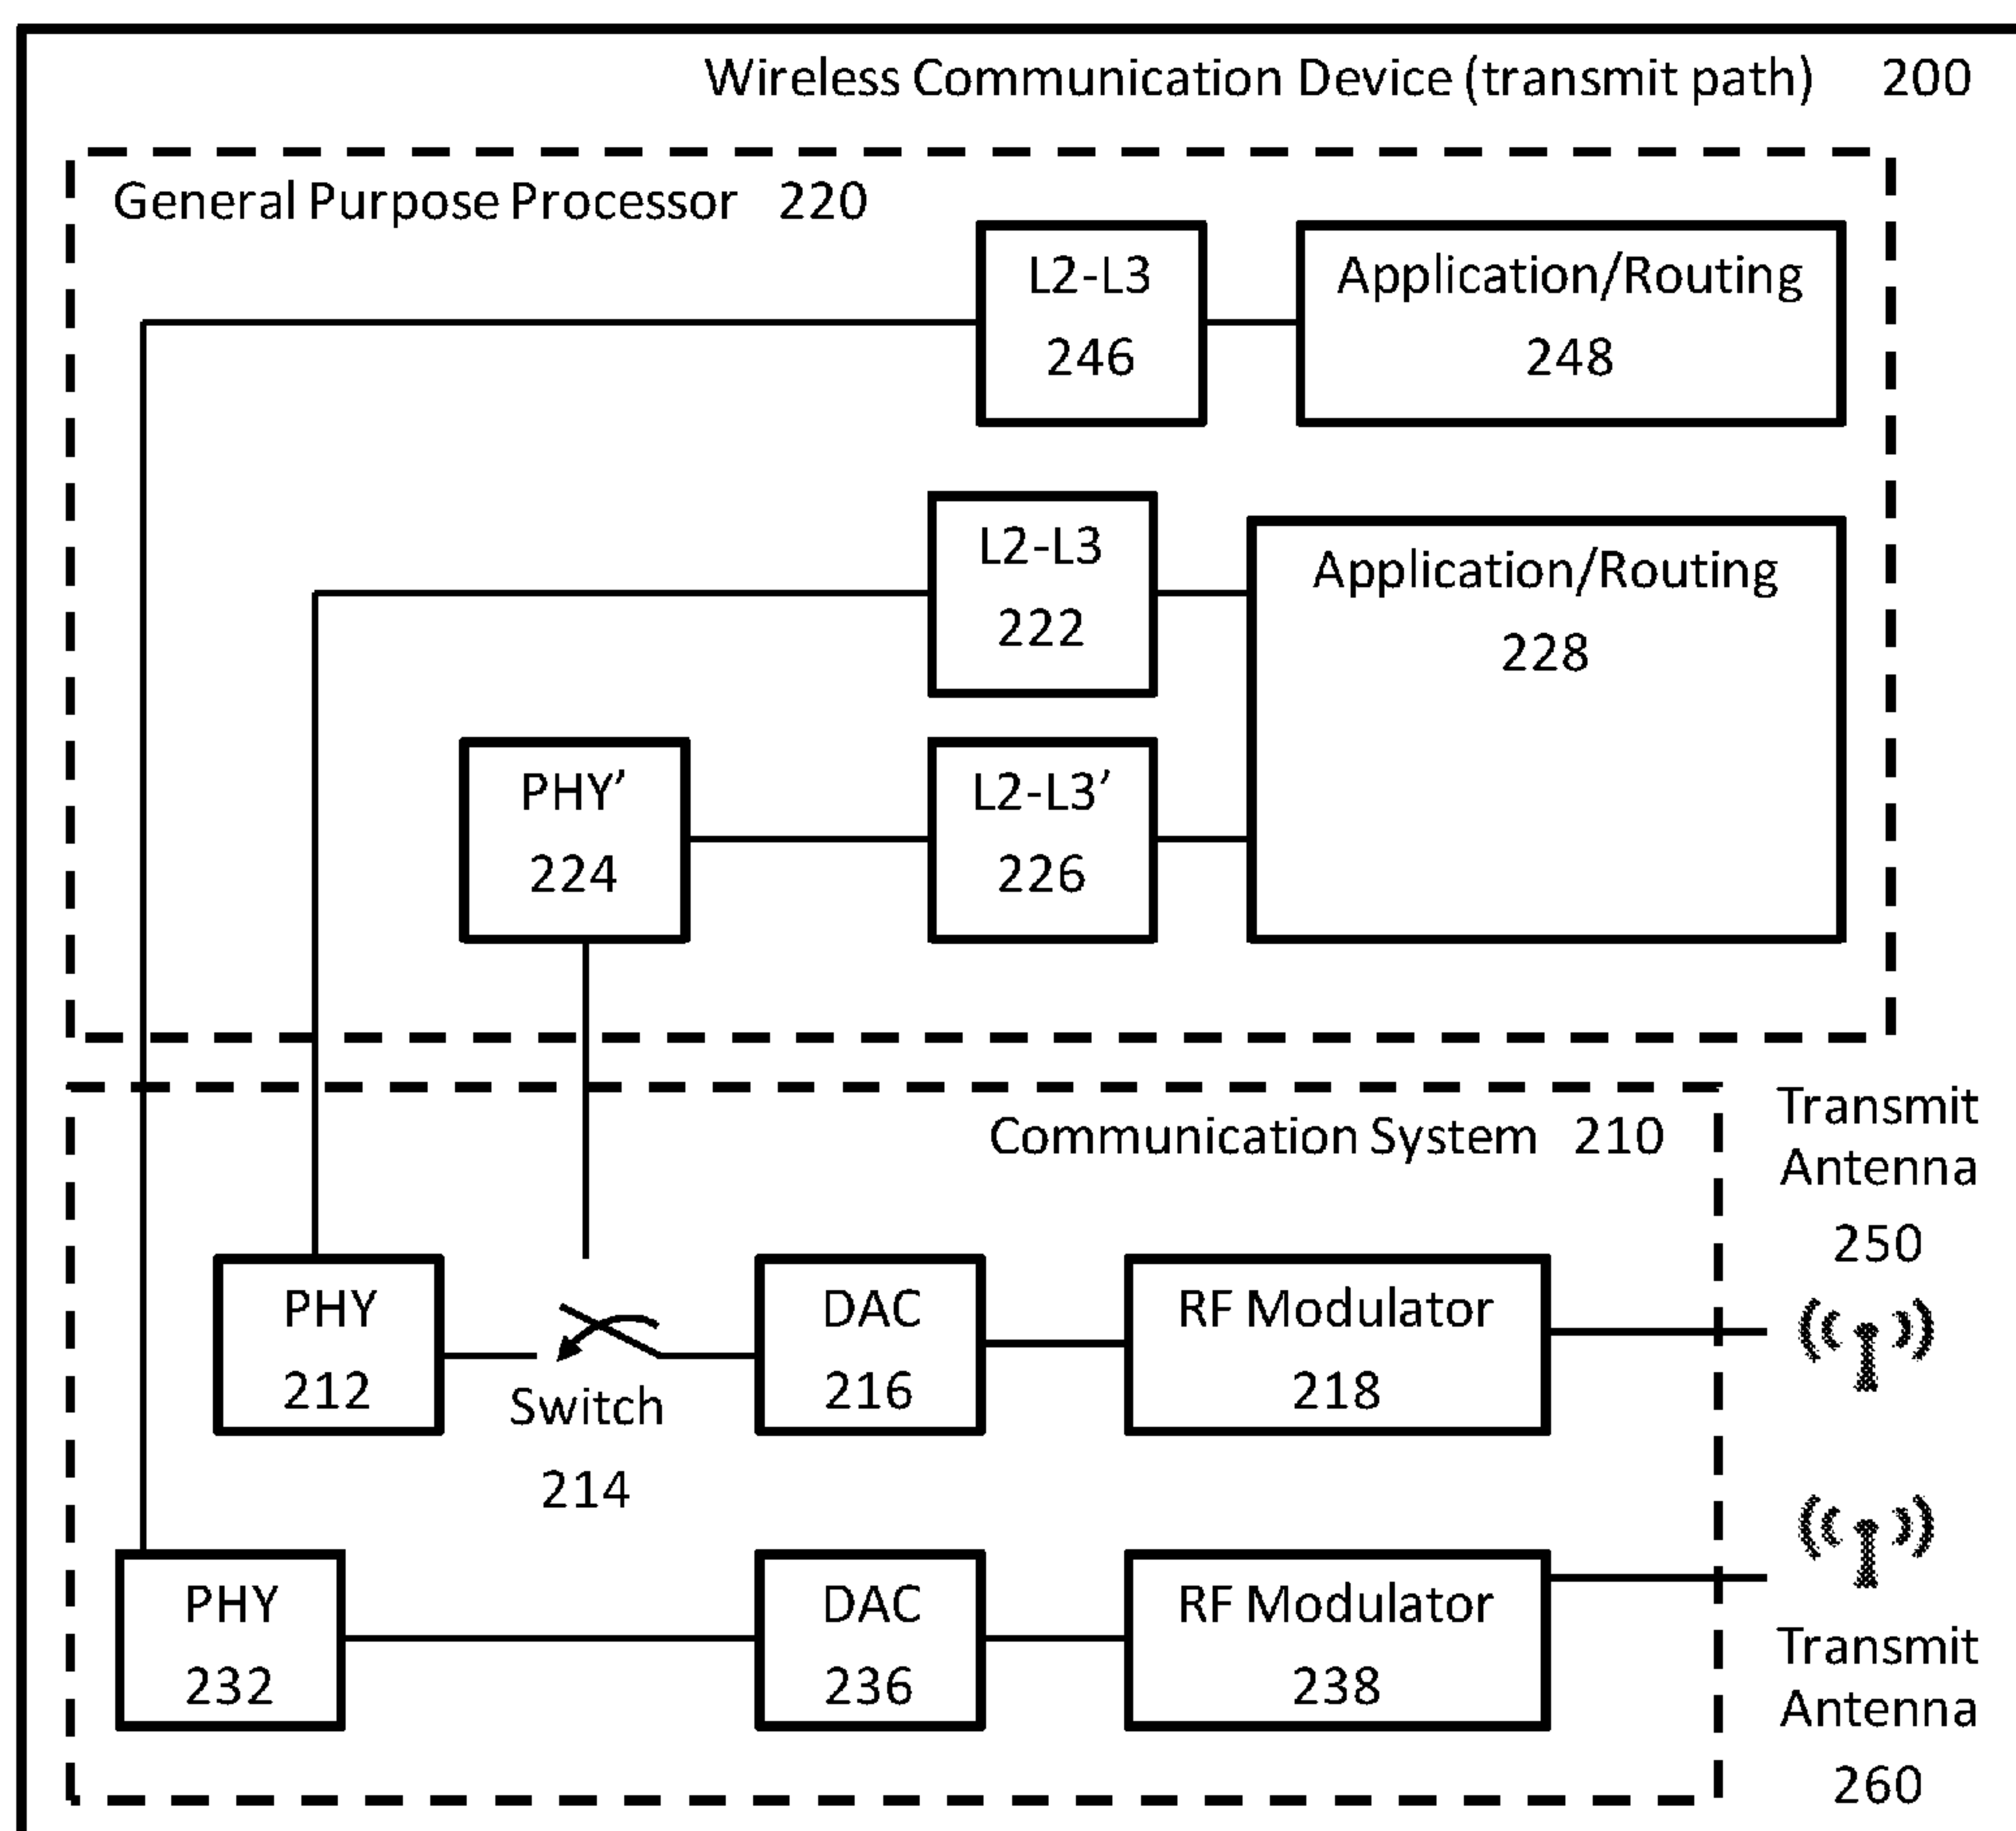 Wireless Communication Device (transmit path) 200
General Purpose Processor 220
L2-L3
246
Application/Routing
248
L2-L3
222
Application/Routing
228
PHY’
224
L2-L3’
226
Communication System 210
Transmit
Antenna
250
PHY
212
Switch
214
DAC
216
RF Modulator
218
PHY
232
DAC
236
RF Modulator
238
Transmit
Antenna
260